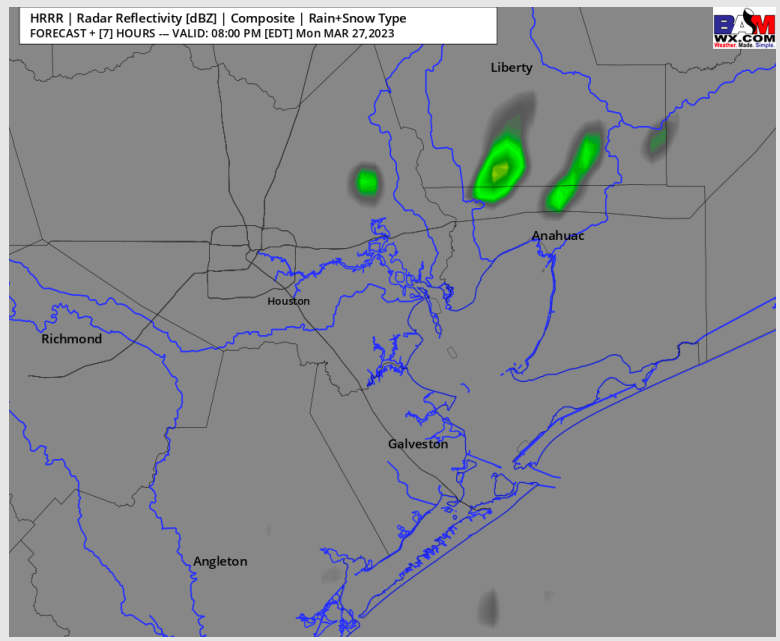 HRRR | Radar Reflectivity [dBZ] | Composite | Rain+Snow Type
FORECAST + [7] HOURS --- VALID: 08:00 PM [EDT] Mon MAR 27,2023
BAM
WX.COM
Weather. Made. Simple.
Liberty
Anahuac
Houston
Richmond
Galveston
Angleton